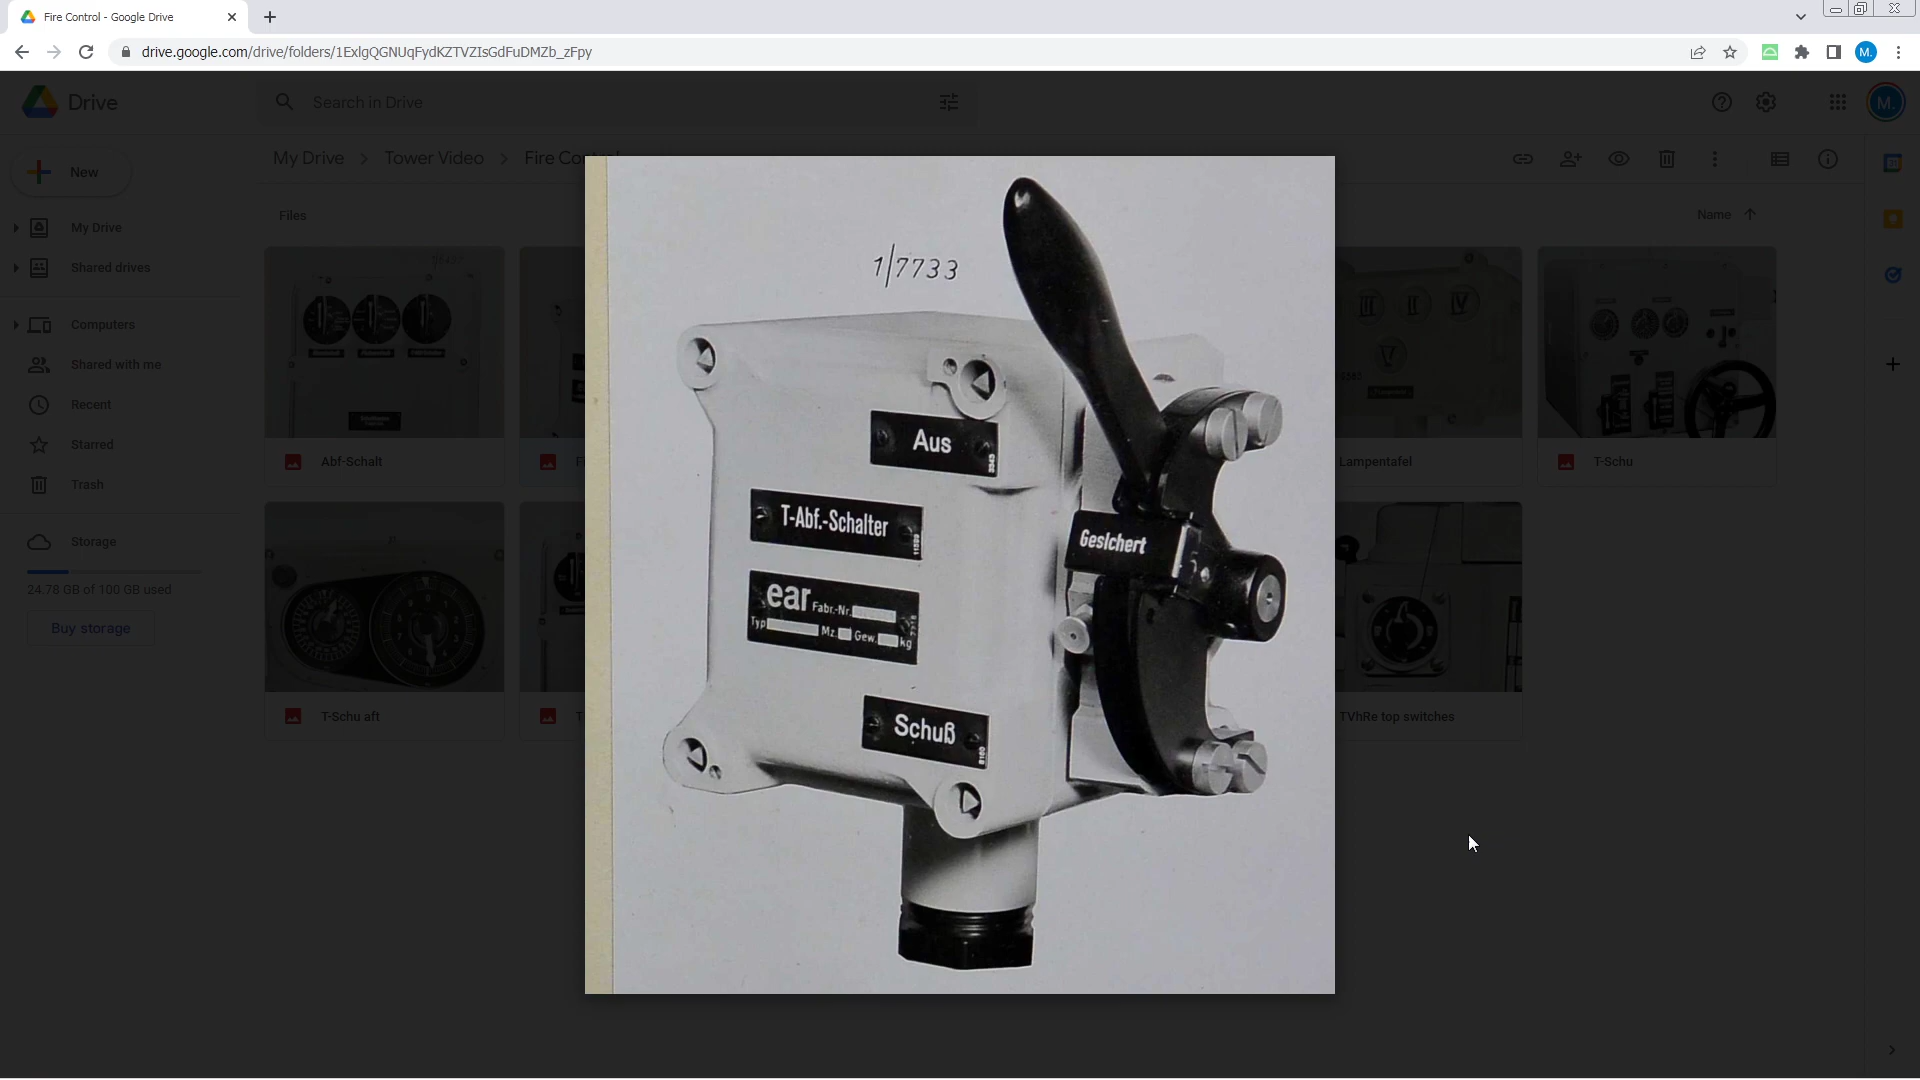 Fire Control - Google Drive
drive.google.com/drive/folders/1ExlgQGNUqFydKZTVZIsGdFuDMZb_zFpy
M.
Drive
Search in Drive
M.
New
My Drive > Tower Video > Fire
Files
Name
My Drive
Shared drives
Computers
Shared with me
Recent
Starred
Trash
Storage
24.78 GB of 100 GB used
Buy storage
Abf-Schalt
Lampentafel
T-Schu
T-Schu aft
TVhRe top switches
1/7733
Aus
T-Abf.-Schalter
Gesichert
ear Fabr.-Nr.
Typ Mz. Gew. kg
Schuß